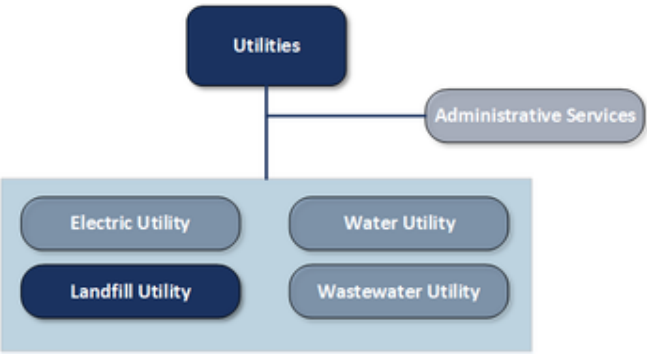 Utilities
Administrative Services
Electric Utility
Water Utility
Landfill Utility
Wastewater Utility